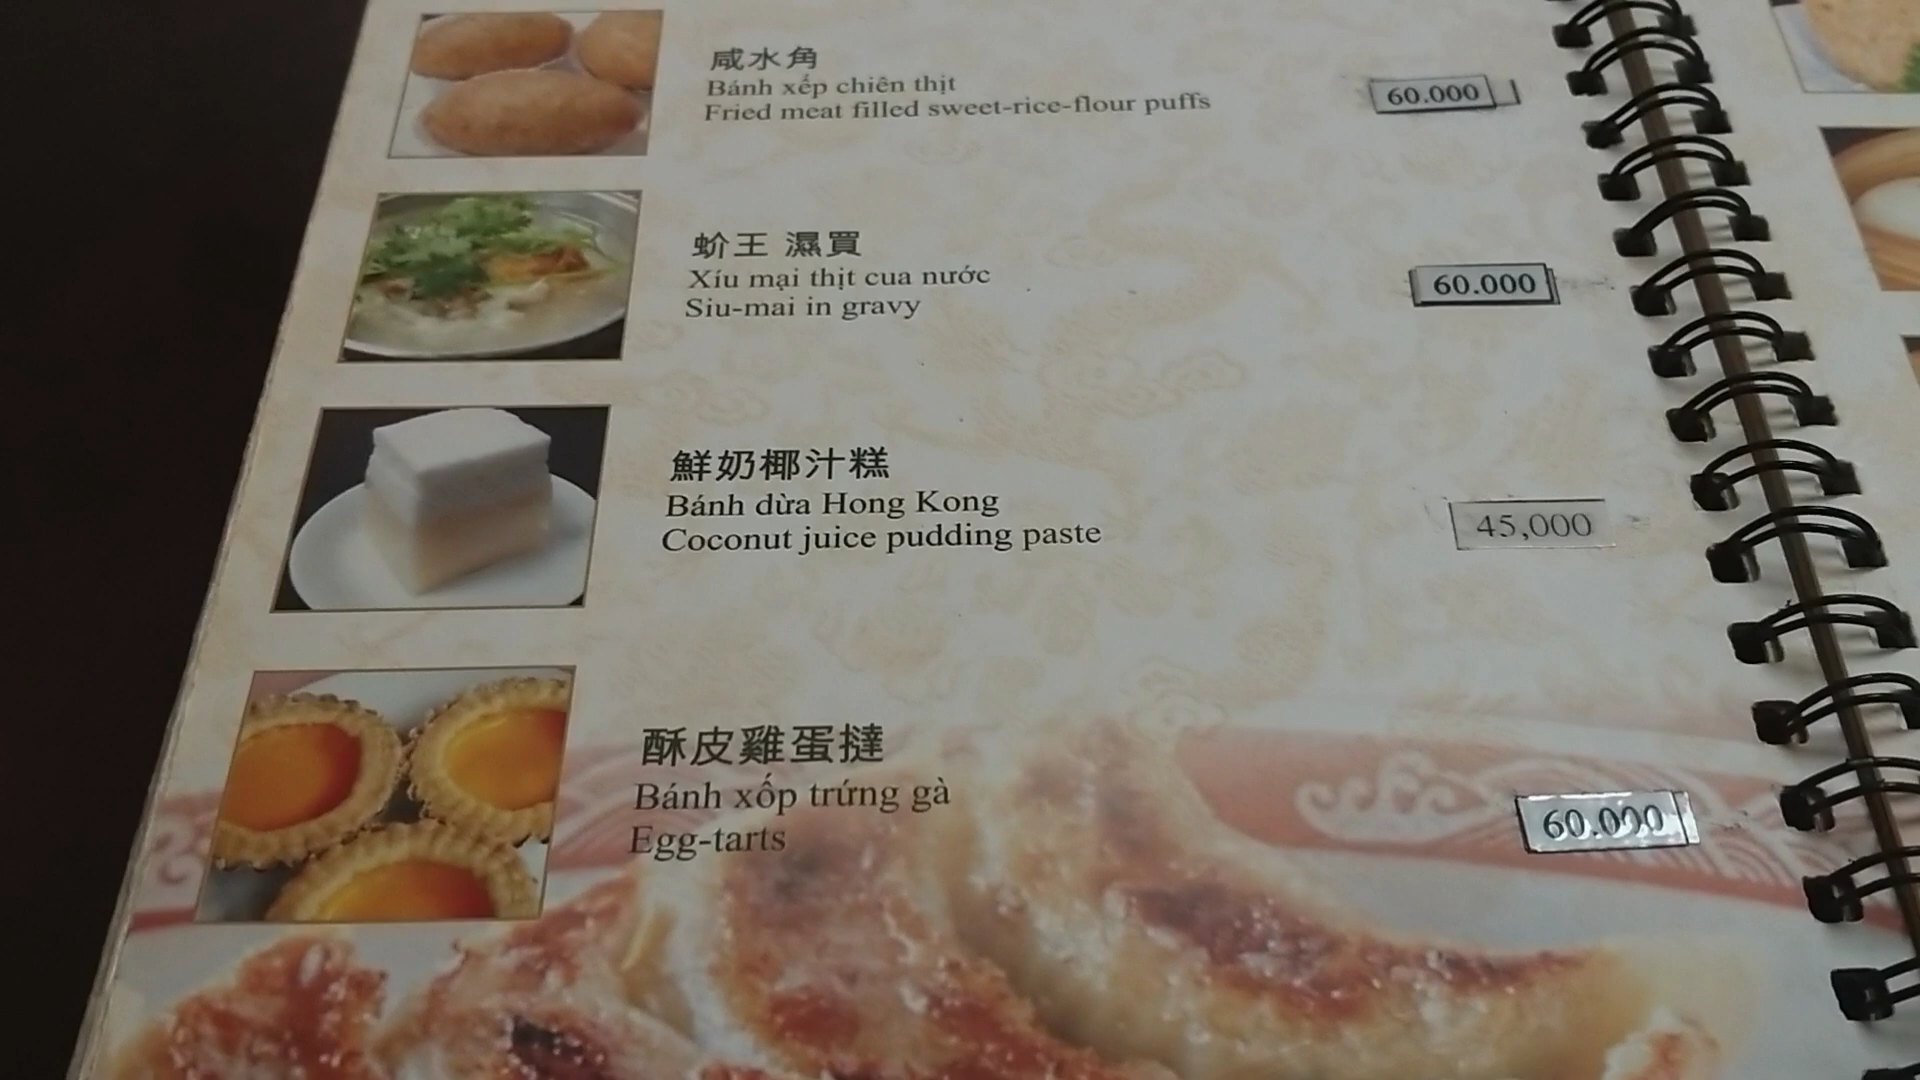 咸水角
Bánh xếp chiên thịt
Fried meat filled sweet-rice-flour puffs
60.000
蚧王 濕買
Xíu mại thịt cua nước
Siu-mai in gravy
60.000
鮮奶椰汁糕
Bánh dừa Hong Kong
Coconut juice pudding paste
45,000
酥皮雞蛋撻
Bánh xốp trứng gà
Egg-tarts
60.000